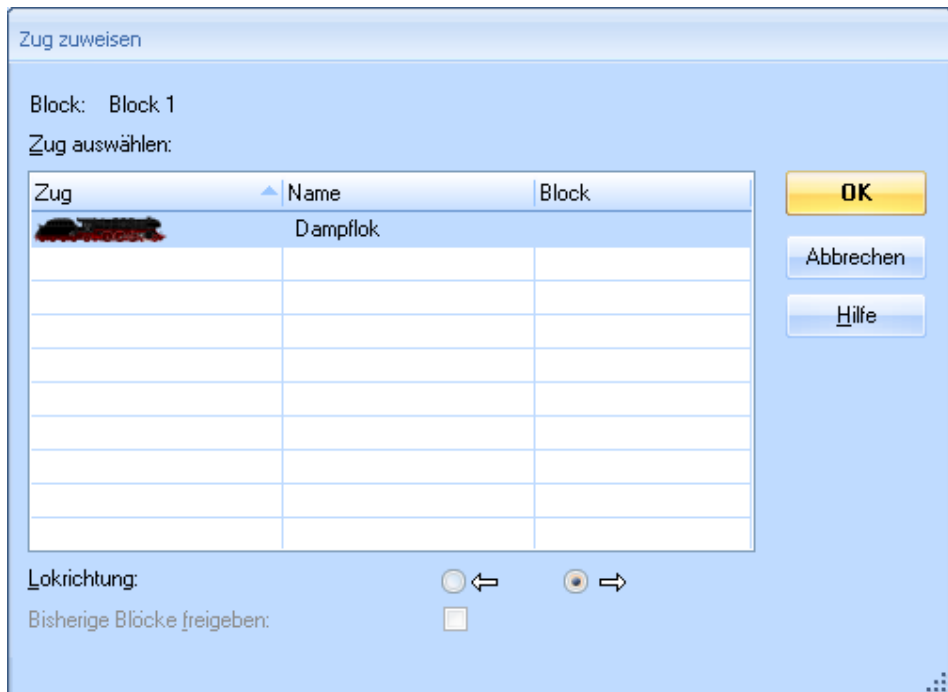 Zug zuweisen
Block: Block 1
Zug auswählen:
Zug Name Block
Dampflok
OK
Abbrechen
Hilfe
Lokrichtung:
Bisherige Blöcke freigeben: